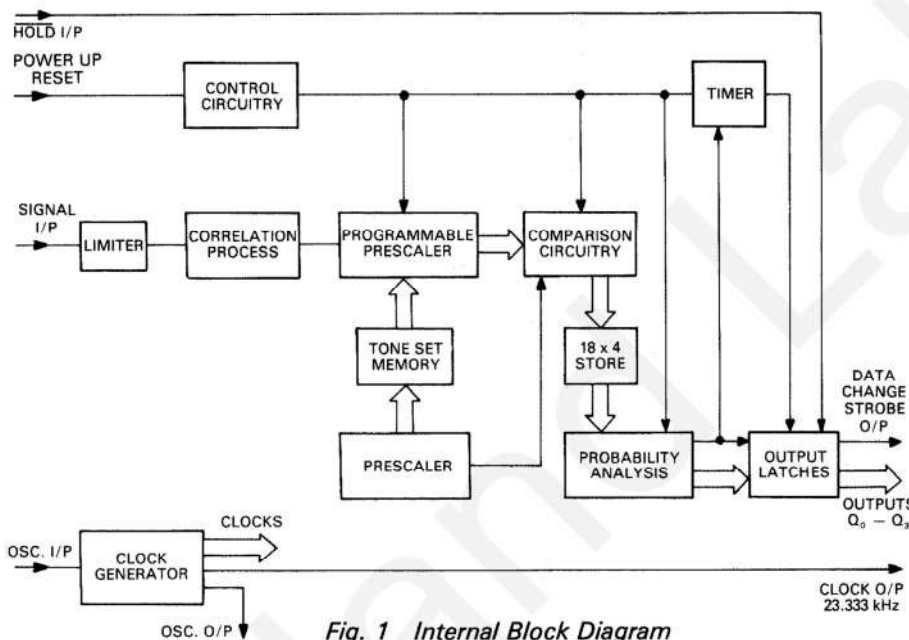 HOLD I/P
POWER UP
RESET
CONTROL
CIRCUITRY
TIMER
SIGNAL
I/P
LIMITER
CORRELATION
PROCESS
PROGRAMMABLE
PRESCALER
COMPARISON
CIRCUITRY
TONE SET
MEMORY
18 x 4
STORE
PRESCALER
PROBABILITY
ANALYSIS
OUTPUT
LATCHES
DATA
CHANGE
STROBE
O/P
OUTPUTS
Q₀ – Q₃
OSC. I/P
CLOCK
GENERATOR
CLOCKS
CLOCK O/P
23.333 kHz
OSC. O/P
Fig. 1 Internal Block Diagram